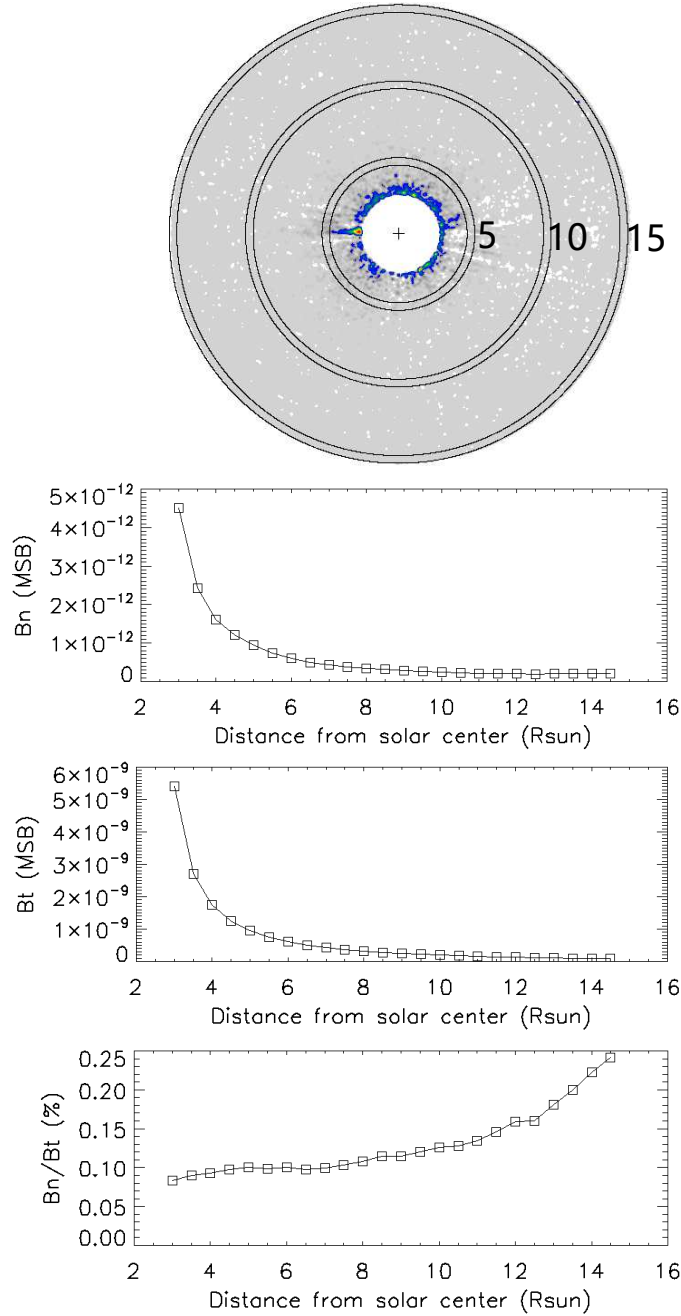 5 10 15
5×10⁻¹²
4×10⁻¹²
3×10⁻¹²
2×10⁻¹²
1×10⁻¹²
0
Bn (MSB)
2 4 6 8 10 12 14 16
Distance from solar center (Rsun)
6×10⁻⁹
5×10⁻⁹
4×10⁻⁹
3×10⁻⁹
2×10⁻⁹
1×10⁻⁹
0
Bt (MSB)
2 4 6 8 10 12 14 16
Distance from solar center (Rsun)
0.25
0.20
0.15
0.10
0.05
0.00
Bn/Bt (%)
2 4 6 8 10 12 14 16
Distance from solar center (Rsun)